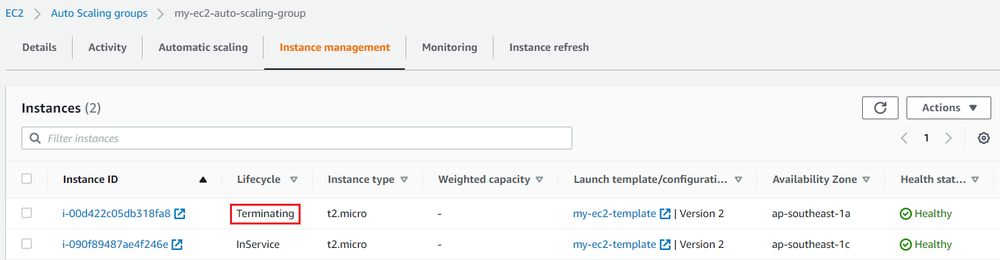 EC2 > Auto Scaling groups > my-ec2-auto-scaling-group
Details Activity Automatic scaling Instance management Monitoring Instance refresh
Instances (2)
Actions
Filter instances
1
Instance ID Lifecycle Instance type Weighted capacity Launch template/configurati... Availability Zone Health stat...
i-00d422c05db318fa8 Terminating t2.micro - my-ec2-template | Version 2 ap-southeast-1a Healthy
i-090f89487ae4f246e InService t2.micro - my-ec2-template | Version 2 ap-southeast-1c Healthy